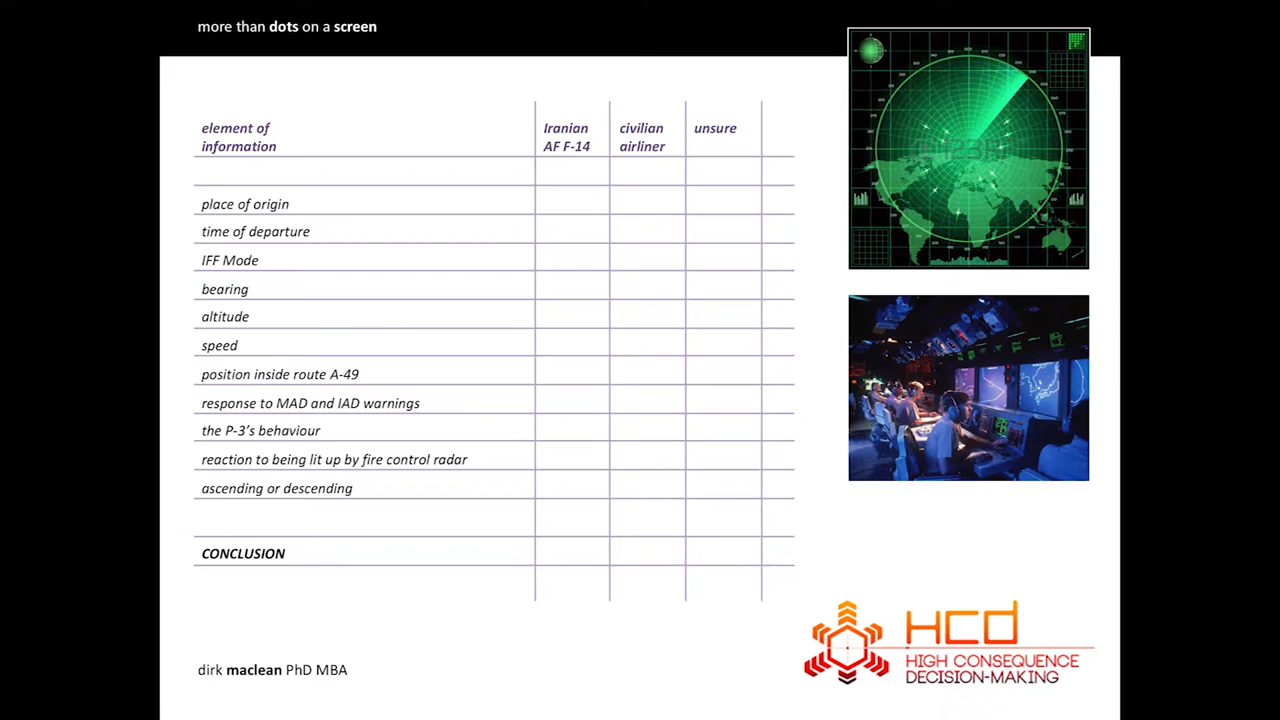 more than dots on a screen
element of
information
Iranian
AF F-14
civilian
airliner
unsure
place of origin
time of departure
IFF Mode
bearing
altitude
speed
position inside route A-49
response to MAD and IAD warnings
the P-3's behaviour
reaction to being lit up by fire control radar
ascending or descending
CONCLUSION
HCd
HIGH CONSEQUENCE
DECISION-MAKING
dirk maclean PhD MBA